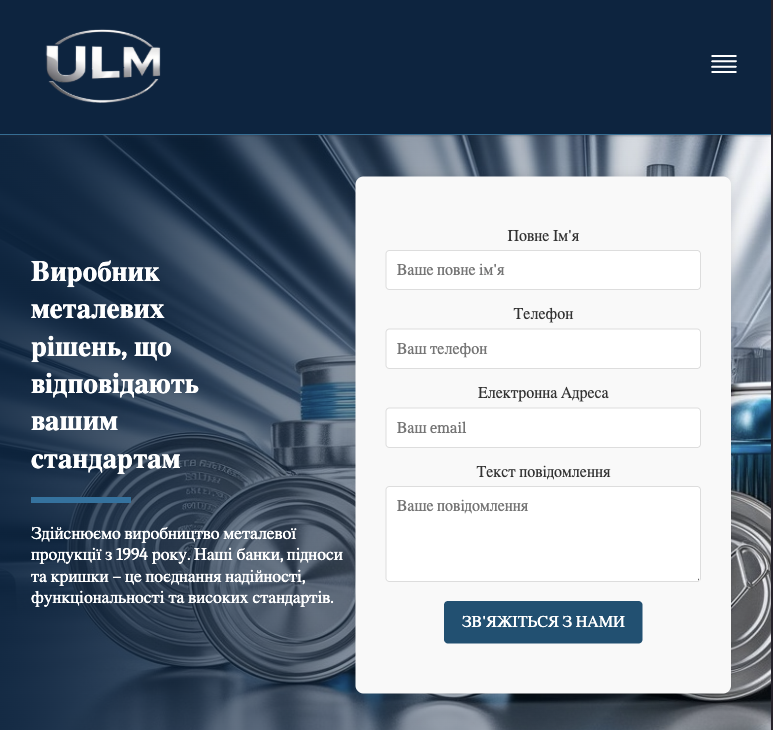 ULM
Виробник
металевих
рішень, що
відповідають
вашим
стандартам
Здійснюємо виробництво металевої
продукції з 1994 року. Наші банки, підноси
та кришки – це поєднання надійності,
функціональності та високих стандартів.
Повне Ім'я
Ваше повне ім'я
Телефон
Ваш телефон
Електронна Адреса
Ваш email
Текст повідомлення
Ваше повідомлення
ЗВ'ЯЖІТЬСЯ З НАМИ